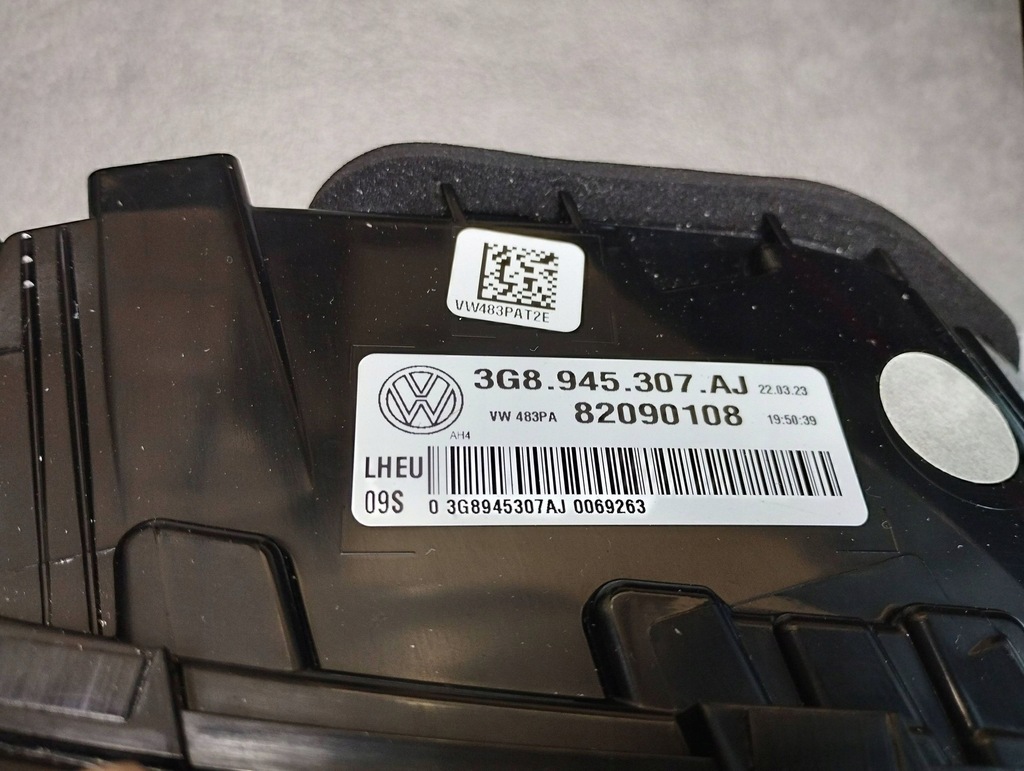 VW483PAT2E
3G8.945.307.AJ 22.03.23
VW 483PA 82090108 19:50:39
AH4
LHEU
09S 0 3G8945307AJ 0069263